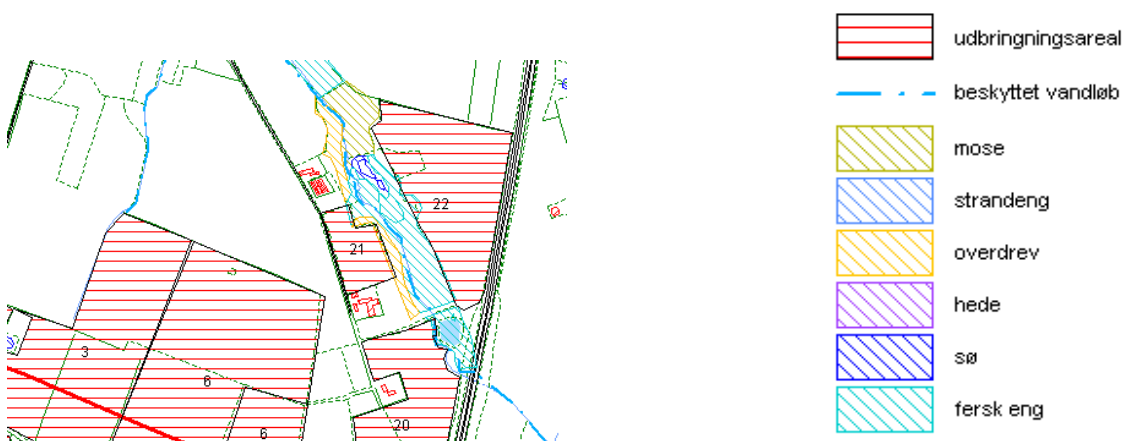 udbringningsareal
beskyttet vandløb
mose
strandeng
overdrev
hede
sø
fersk eng
22
21
3
6
6
20